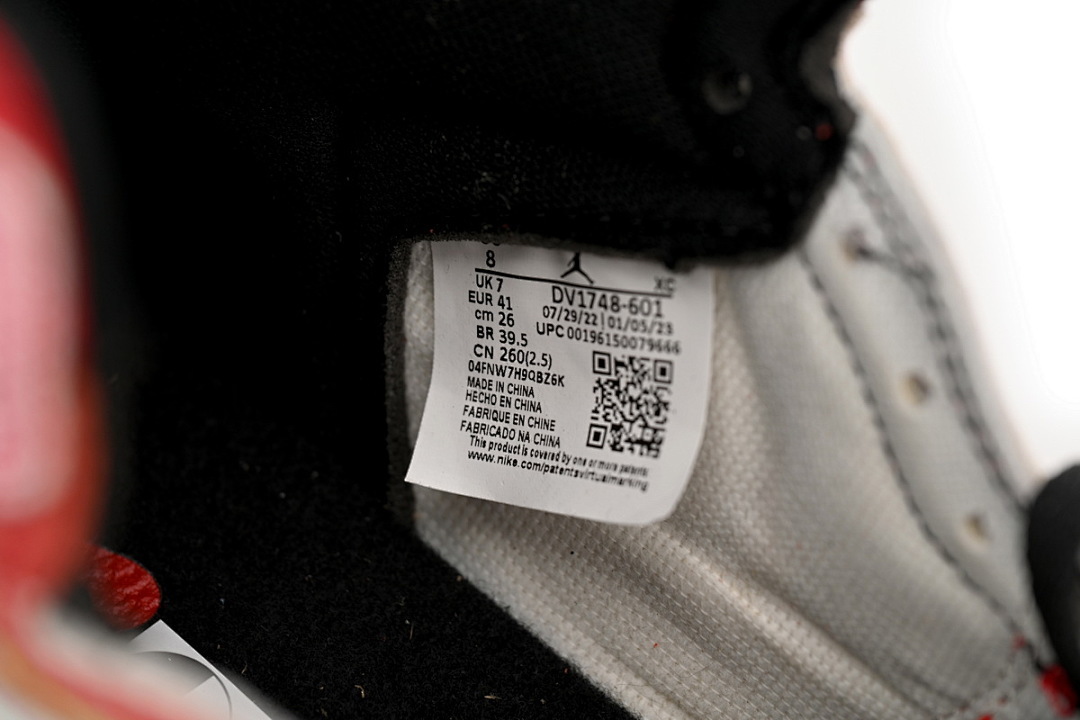 8
XC
UK 7
EUR 41
cm 26
BR 39.5
CN 260(2.5)
04FNW7H9QBZ6K
MADE IN CHINA
HECHO EN CHINA
FABRIQUE EN CHINE
FABRICADO NA CHINA
DV1748-601
07/29/22 | 01/05/23
UPC 00196150079666
This product is covered by one or more patents:
www.nike.com/patentsvirtualmarking